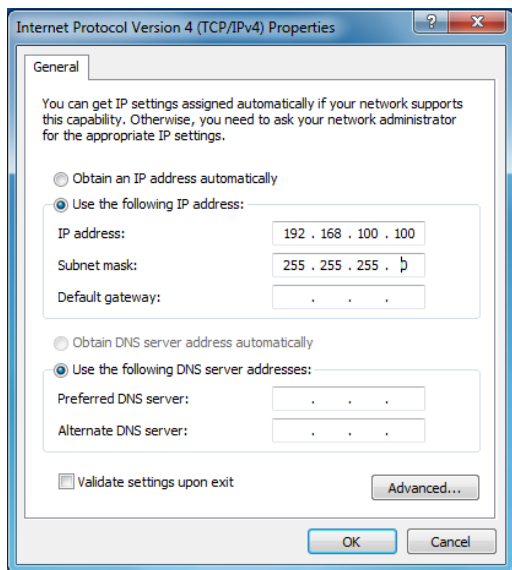 Internet Protocol Version 4 (TCP/IPv4) Properties
General
You can get IP settings assigned automatically if your network supports
this capability. Otherwise, you need to ask your network administrator
for the appropriate IP settings.
Obtain an IP address automatically
Use the following IP address:
IP address: 192 . 168 . 100 . 100
Subnet mask: 255 . 255 . 255 . 0
Default gateway: . . .
Obtain DNS server address automatically
Use the following DNS server addresses:
Preferred DNS server: . . .
Alternate DNS server: . . .
Validate settings upon exit
Advanced...
OK Cancel